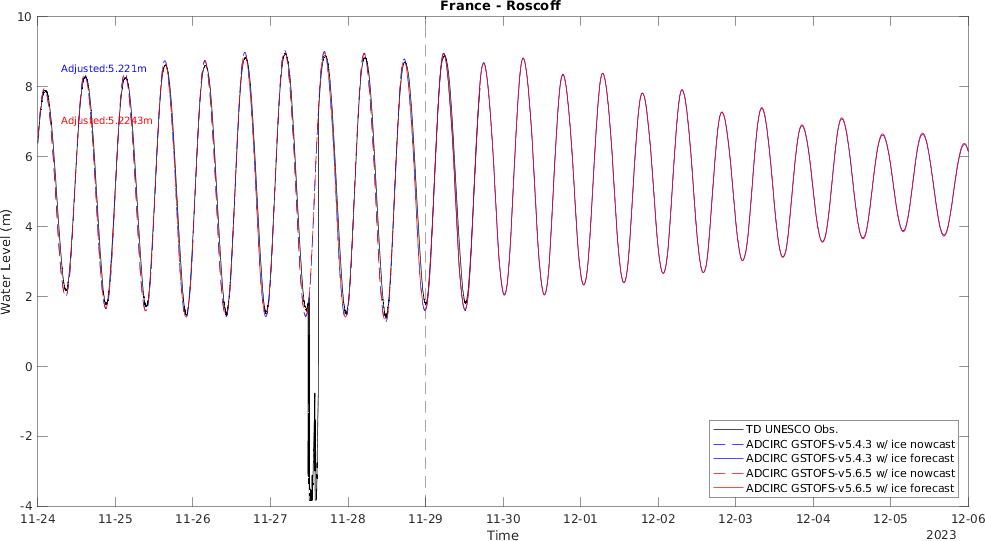 France - Roscoff
10
8
6
4
2
0
-2
-4
Water Level (m)
Adjusted:5.221m
Adjusted:5.2243m
TD UNESCO Obs.
ADCIRC GSTOFS-v5.4.3 w/ ice nowcast
ADCIRC GSTOFS-v5.4.3 w/ ice forecast
ADCIRC GSTOFS-v5.6.5 w/ ice nowcast
ADCIRC GSTOFS-v5.6.5 w/ ice forecast
11-24 11-25 11-26 11-27 11-28 11-29 11-30 12-01 12-02 12-03 12-04 12-05 12-06
Time
2023